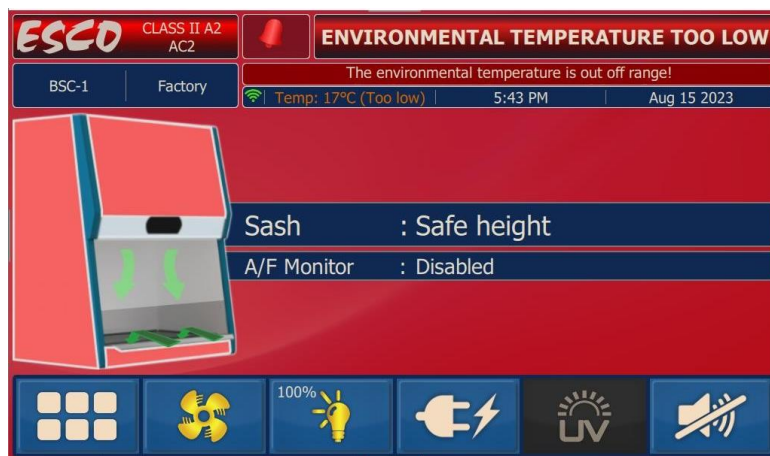 ESCO
CLASS II A2
AC2
ENVIRONMENTAL TEMPERATURE TOO LOW
BSC-1
Factory
The environmental temperature is out off range!
Temp: 17°C (Too low)
5:43 PM
Aug 15 2023
Sash : Safe height
A/F Monitor : Disabled
100%
UV